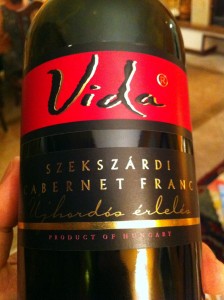 Vida®
SZEKSZÁRDI
CABERNET FRANC
Újhordós érlelés
PRODUCT OF HUNGARY